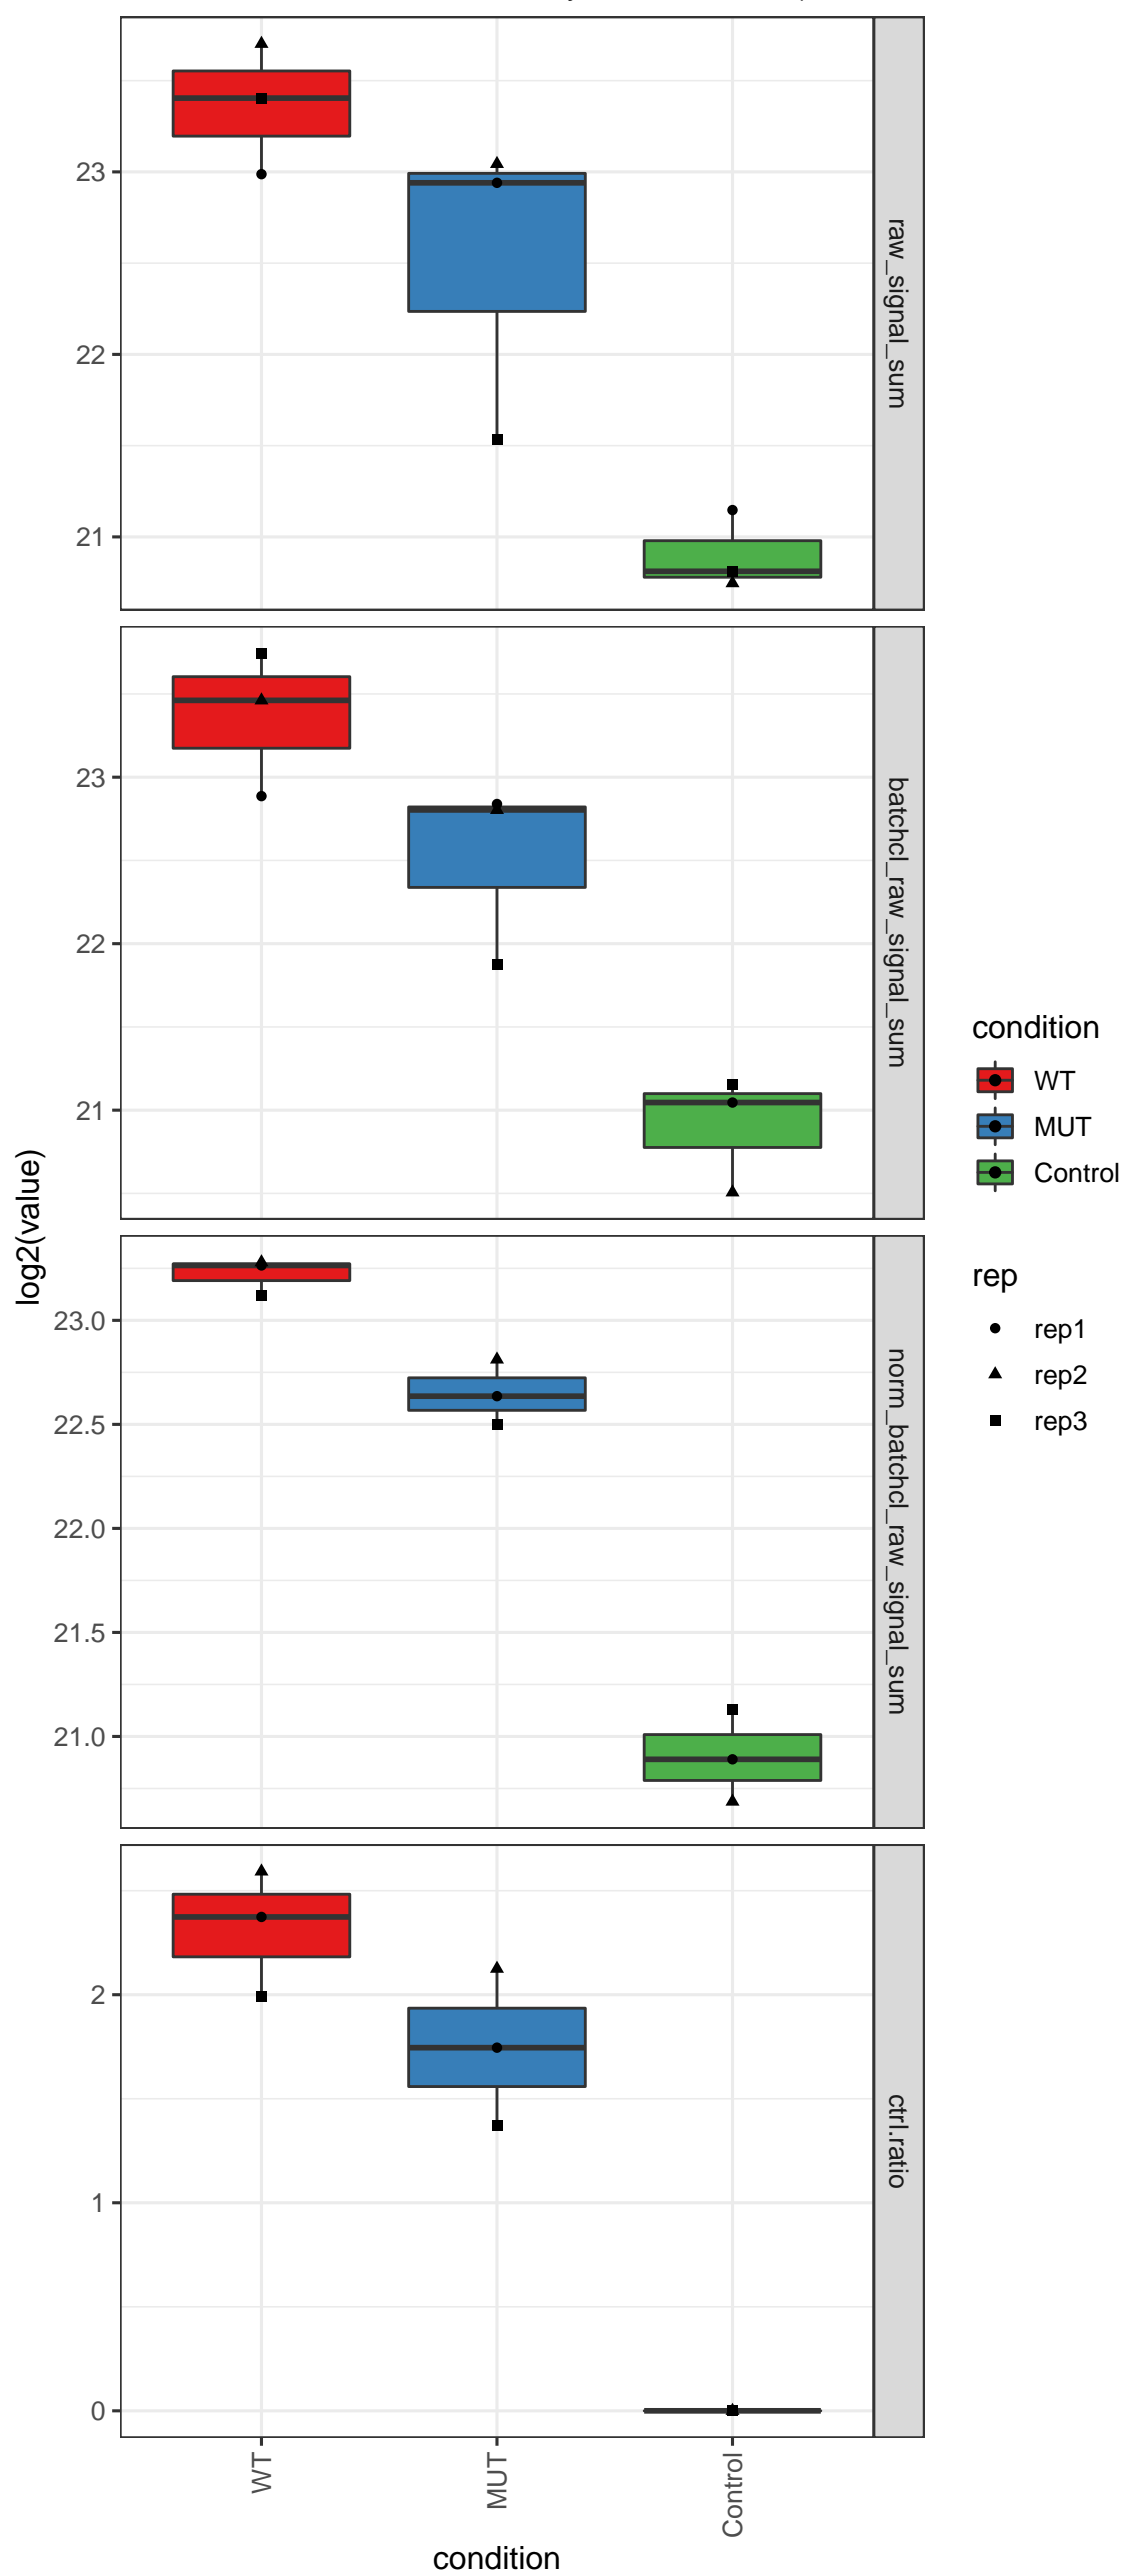 23
22
21
raw_signal_sum
23
22
21
batchcl_raw_signal_sum
23.0
22.5
22.0
21.5
21.0
norm_batchcl_raw_signal_sum
2
1
0
ctrl.ratio
log2(value)
WT
MUT
Control
condition
condition
WT
MUT
Control
rep
rep1
rep2
rep3